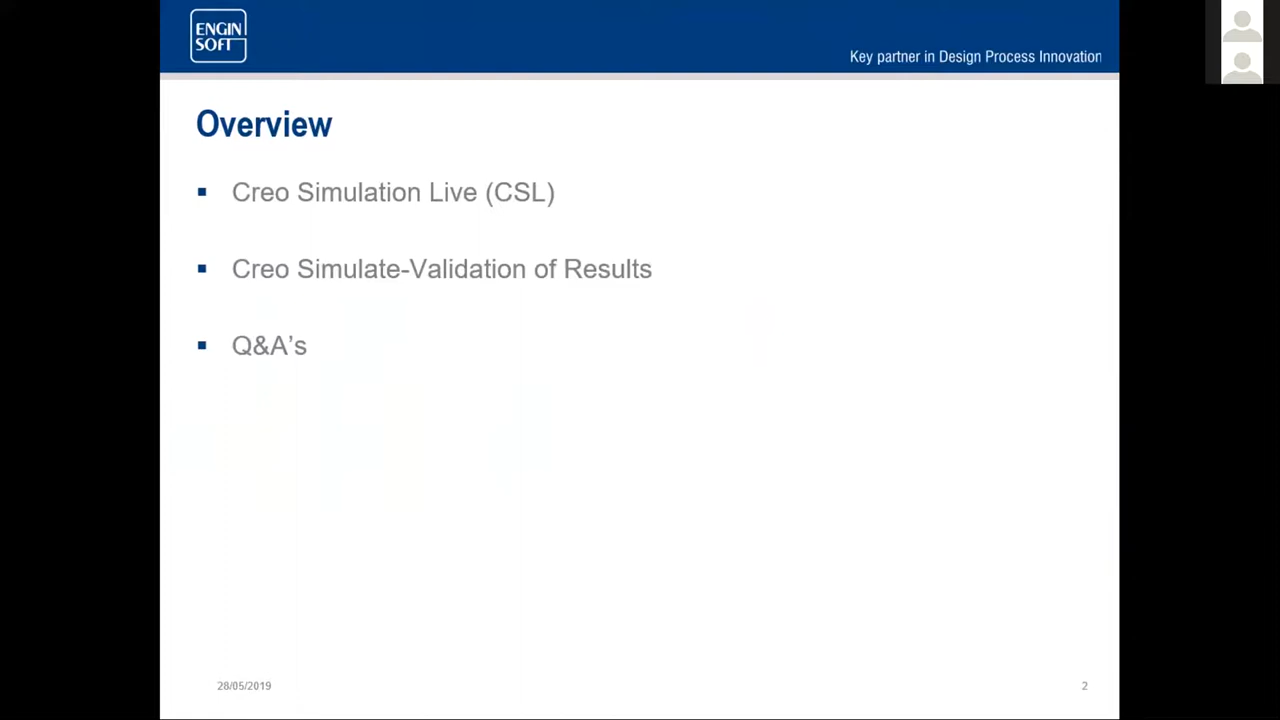 ENGIN
SOFT
Key partner in Design Process Innovation
Overview
Creo Simulation Live (CSL)
Creo Simulate-Validation of Results
Q&A’s
28/05/2019
2